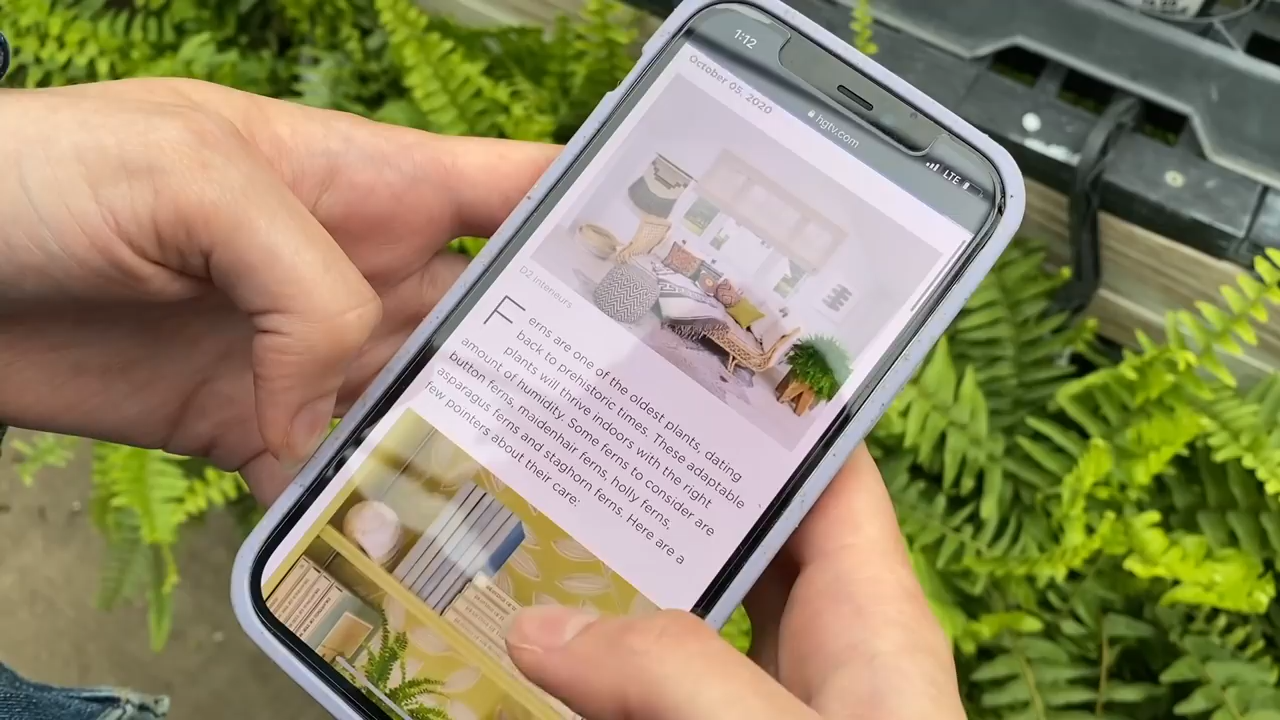 1:12
LTE
hgtv.com
October 05, 2020
D2 Interieurs
Ferns are one of the oldest plants, dating
back to prehistoric times. These adaptable
plants will thrive indoors with the right
amount of humidity. Some ferns to consider are
button ferns, maidenhair ferns, holly ferns,
asparagus ferns and staghorn ferns. Here are a
few pointers about their care: